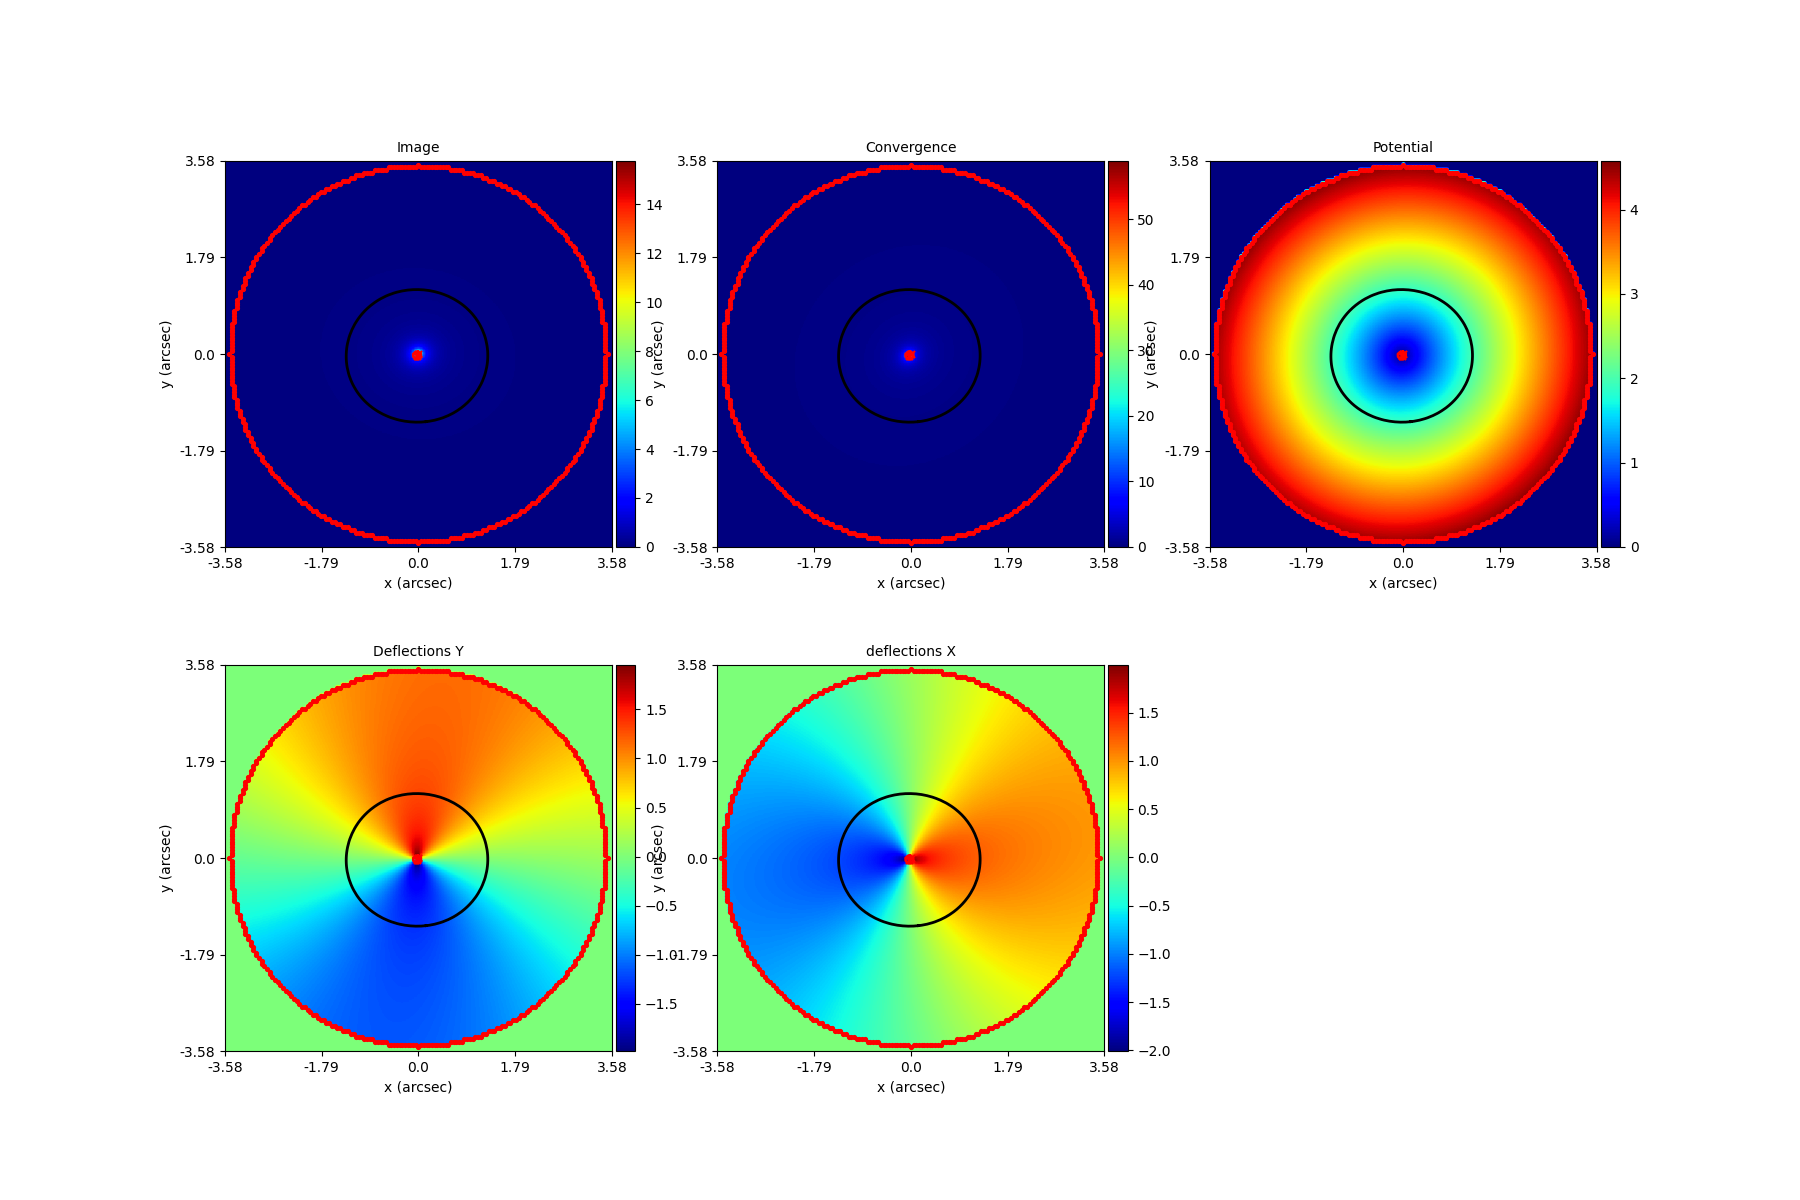 Image
3.58
1.79
0.0
-1.79
-3.58
y (arcsec)
-3.58 -1.79 0.0 1.79 3.58
x (arcsec)
14
12
10
8
6
4
2
0
Convergence
3.58
1.79
0.0
-1.79
-3.58
y (arcsec)
-3.58 -1.79 0.0 1.79 3.58
x (arcsec)
50
40
30
20
10
0
Potential
3.58
1.79
0.0
-1.79
-3.58
y (arcsec)
-3.58 -1.79 0.0 1.79 3.58
x (arcsec)
4
3
2
1
0
Deflections Y
3.58
1.79
0.0
-1.79
-3.58
y (arcsec)
-3.58 -1.79 0.0 1.79 3.58
x (arcsec)
1.5
1.0
0.5
0.0
−0.5
−1.0
−1.5
deflections X
3.58
1.79
0.0
-1.79
-3.58
y (arcsec)
-3.58 -1.79 0.0 1.79 3.58
x (arcsec)
1.5
1.0
0.5
0.0
−0.5
−1.0
−1.5
−2.0